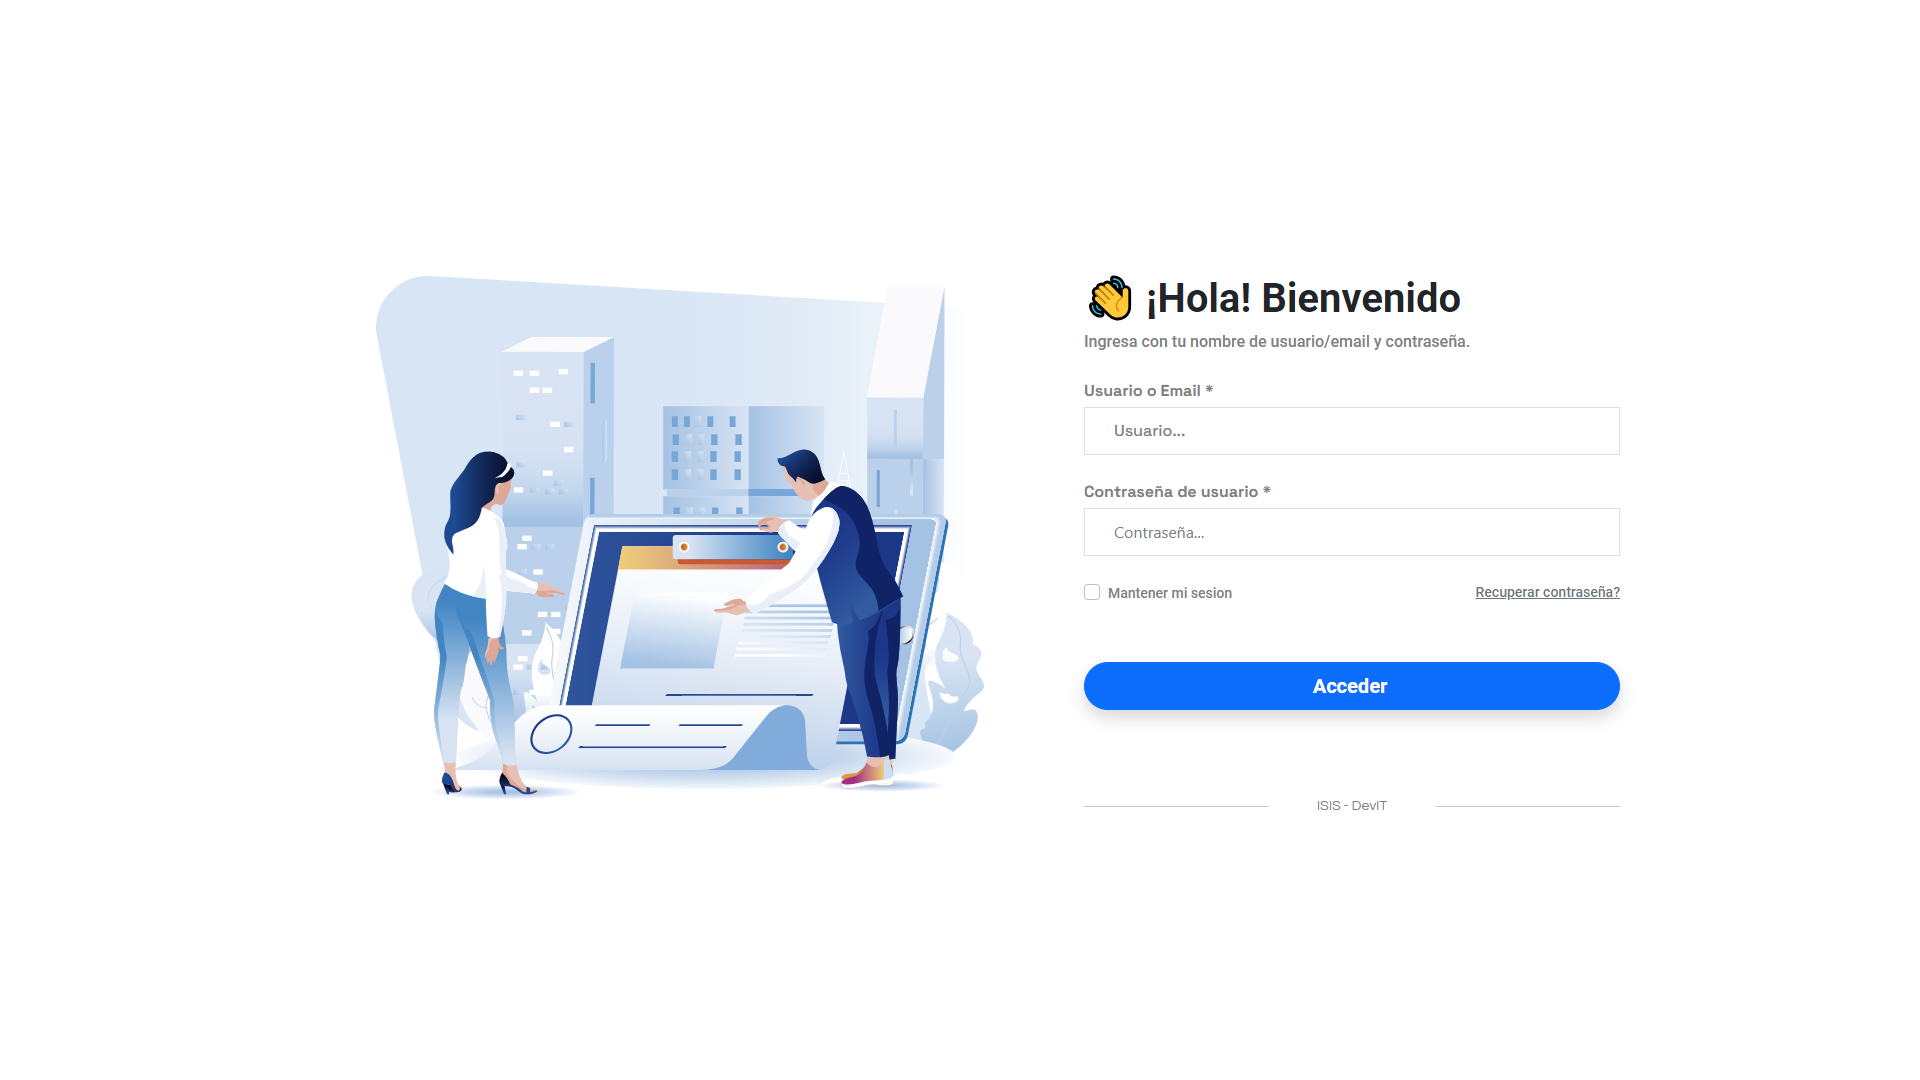 ¡Hola! Bienvenido
Ingresa con tu nombre de usuario/email y contraseña.
Usuario o Email *
Usuario...
Contraseña de usuario *
Contraseña...
Mantener mi sesion
Recuperar contraseña?
Acceder
ISIS - DevIT